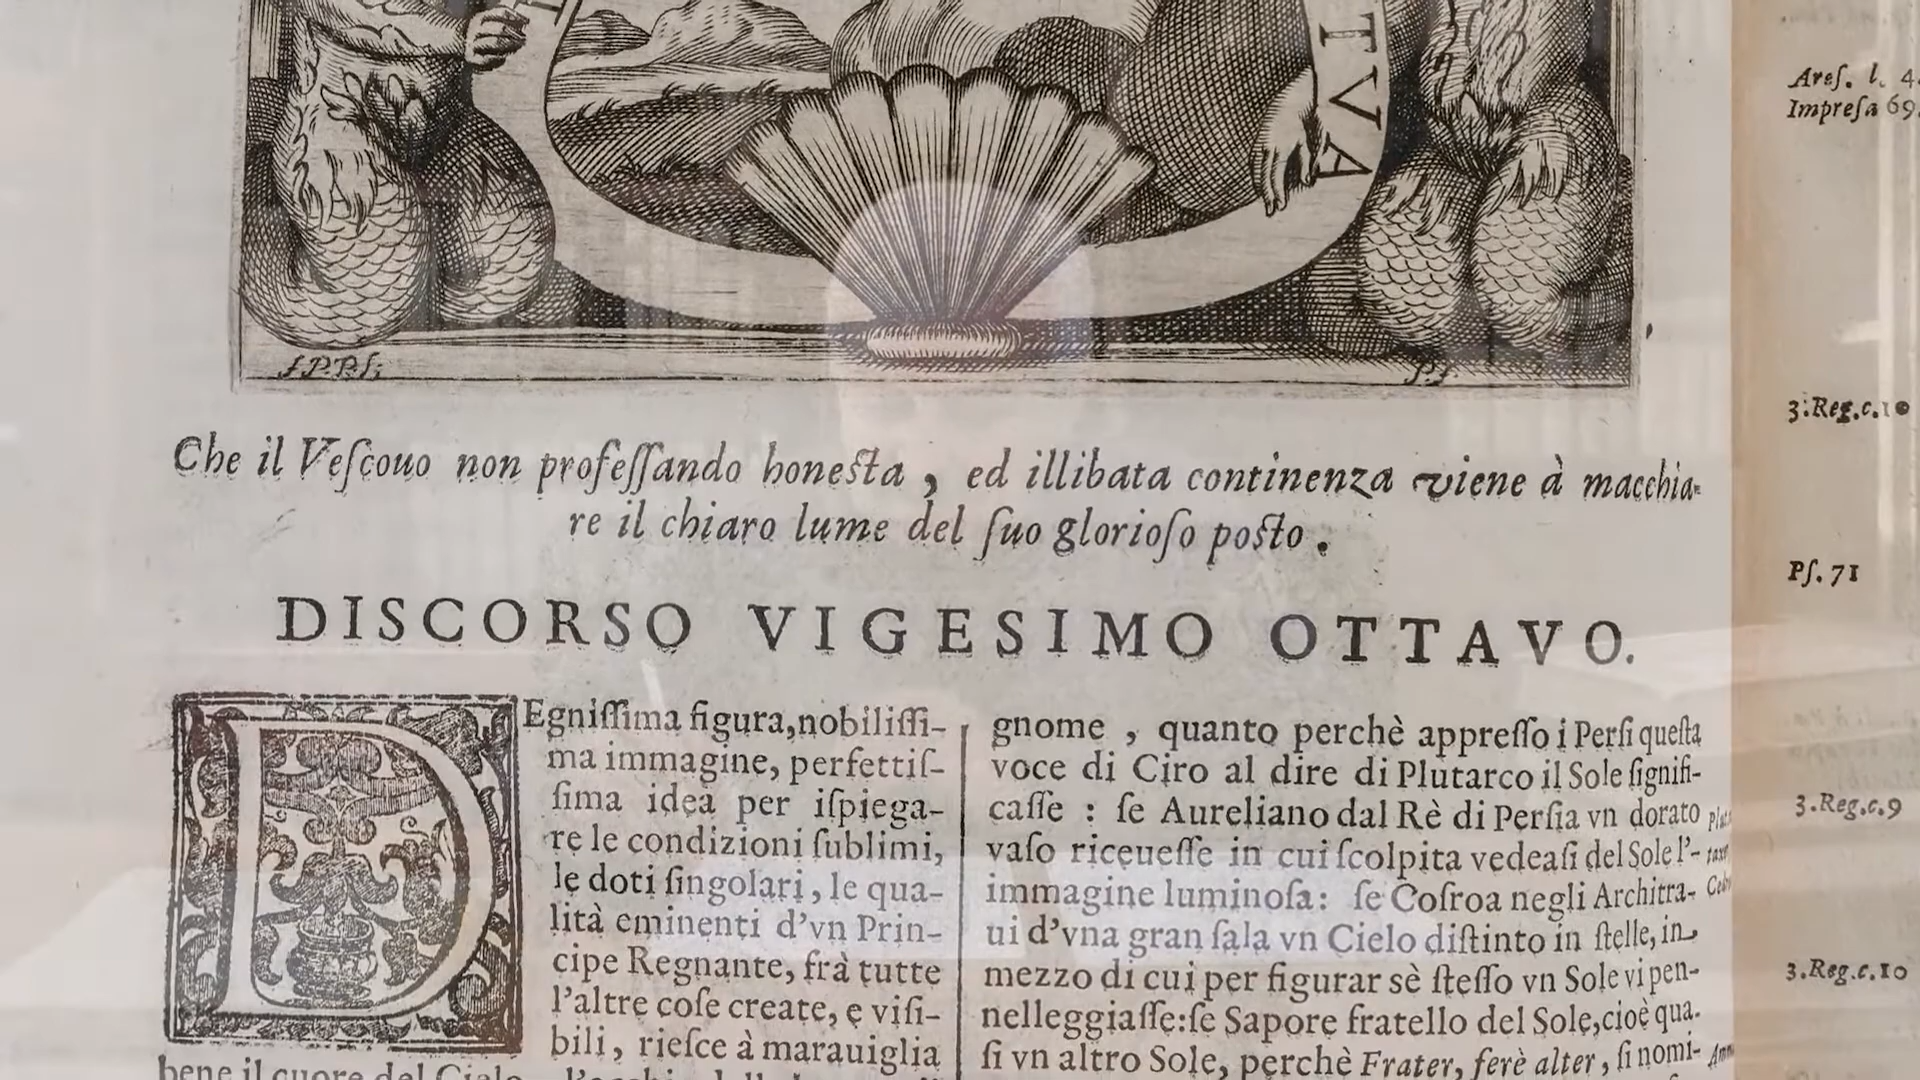 TVA
Che il Veſcouo non profeſſando honeſta, ed illibata continenza viene à macchia-
re il chiaro lume del ſuo glorioſo poſto.
DISCORSO VIGESIMO OTTAVO.
DEgniſſima figura, nobiliſſi-
ma immagine, perfettiſ-
ſima idea per iſpiega-
re le condizioni ſublimi,
le doti ſingolari, le qua-
lità eminenti d'vn Prin-
cipe Regnante, frà tutte
l'altre coſe create, e viſi-
bili, rieſce à marauiglia
bene il cuore del Cielo
gnome, quanto perchè appreſſo i Perſi queſta
voce di Ciro al dire di Plutarco il Sole ſignifi-
caſſe: ſe Aureliano dal Rè di Perſia vn dorato
vaſo riceueſſe in cui ſcolpita vedeaſi del Sole l'-
immagine luminoſa: ſe Coſroa negli Architra-
ui d'vna gran ſala vn Cielo diſtinto in ſtelle, in
mezzo di cui per figurar sè ſteſſo vn Sole vi pen-
nelleggiaſſe: ſe Sapore fratello del Sole, cioè qua-
ſi vn altro Sole, perchè Frater, ferè alter, ſi nomi-
Areſ. l. 4.
Impreſa 69.
3. Reg. c. 10
Pſ. 71
3. Reg. c. 9
3. Reg. c. 10